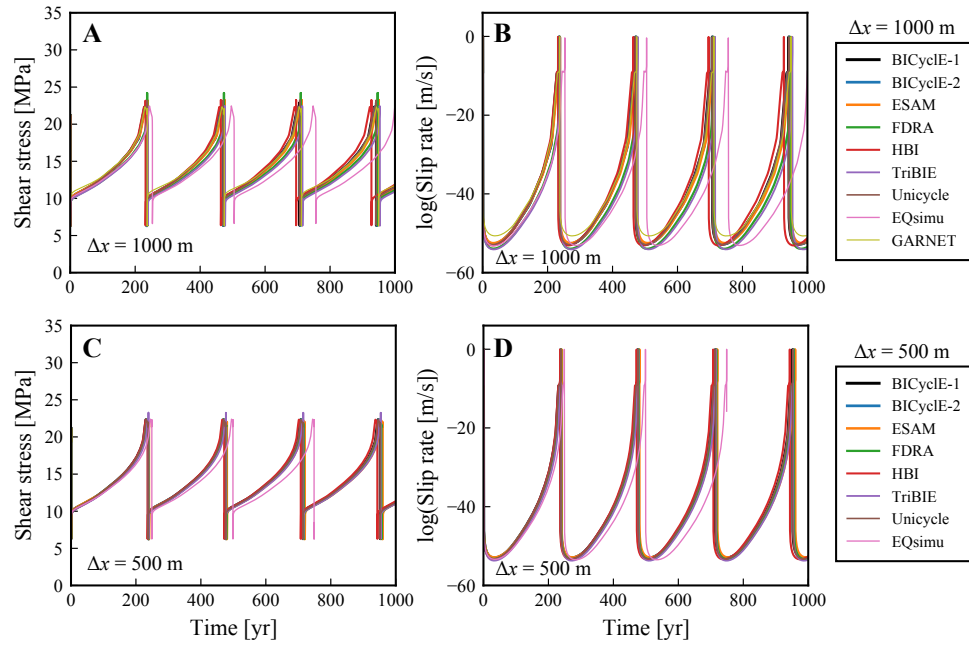 A
35
30
25
20
15
10
5
0
Shear stress [MPa]
Δx = 1000 m
0 200 400 600 800 1000
B
0
−20
−40
−60
log(Slip rate [m/s])
Δx = 1000 m
0 200 yr 600 800 1000
Δx = 1000 m
BICyclE-1
BICyclE-2
ESAM
FDRA
HBI
TriBIE
Unicycle
EQsimu
GARNET
C
35
30
25
20
15
10
5
0
Shear stress [MPa]
Δx = 500 m
0 200 400 600 800 1000
Time [yr]
D
0
−20
−40
−60
log(Slip rate [m/s])
Δx = 500 m
0 200 400 600 800 1000
Time [yr]
Δx = 500 m
BICyclE-1
BICyclE-2
ESAM
FDRA
HBI
TriBIE
Unicycle
EQsimu